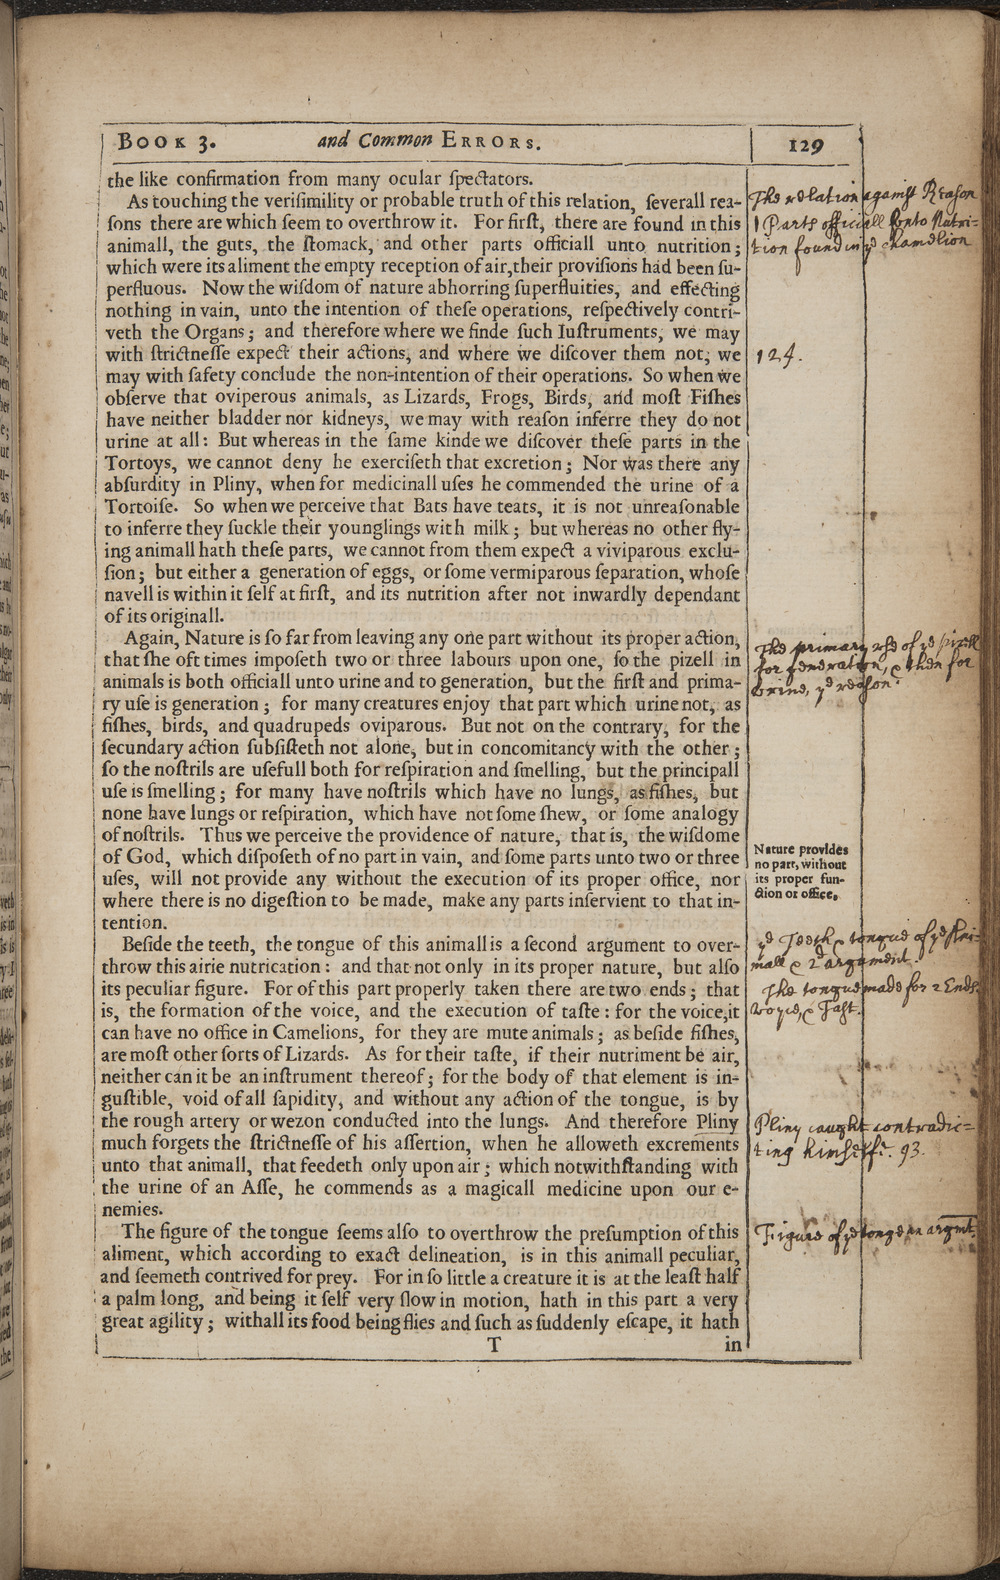 BOOK 3. and Common ERRORS. 129
the like confirmation from many ocular ſpectators.
As touching the veriſimility or probable truth of this relation, ſeverall rea-
ſons there are which ſeem to overthrow it. For firſt, there are found in this
animall, the guts, the ſtomack, and other parts officiall unto nutrition;
which were its aliment the empty reception of air, their proviſions had been ſu-
perfluous. Now the wiſdom of nature abhorring ſuperfluities, and effecting
nothing in vain, unto the intention of theſe operations, reſpectively contri-
veth the Organs; and therefore where we finde ſuch Iuſtruments, we may
with ſtrictneſſe expect their actions, and where we diſcover them not, we
may with ſafety conclude the non-intention of their operations. So when we
obſerve that oviperous animals, as Lizards, Frogs, Birds, and moſt Fiſhes
have neither bladder nor kidneys, we may with reaſon inferre they do not
urine at all: But whereas in the ſame kinde we diſcover theſe parts in the
Tortoys, we cannot deny he exerciſeth that excretion; Nor was there any
abſurdity in Pliny, when for medicinall uſes he commended the urine of a
Tortoiſe. So when we perceive that Bats have teats, it is not unreaſonable
to inferre they ſuckle their younglings with milk; but whereas no other fly-
ing animall hath theſe parts, we cannot from them expect a viviparous exclu-
ſion; but either a generation of eggs, or ſome vermiparous ſeparation, whoſe
navell is within it ſelf at firſt, and its nutrition after not inwardly dependant
of its originall.
Again, Nature is ſo far from leaving any one part without its proper action,
that ſhe oft times impoſeth two or three labours upon one, ſo the pizell in
animals is both officiall unto urine and to generation, but the firſt and prima-
ry uſe is generation; for many creatures enjoy that part which urine not, as
fiſhes, birds, and quadrupeds oviparous. But not on the contrary, for the
ſecundary action ſubſiſteth not alone, but in concomitancy with the other;
ſo the noſtrils are uſefull both for reſpiration and ſmelling, but the principall
uſe is ſmelling; for many have noſtrils which have no lungs, as fiſhes, but
none have lungs or reſpiration, which have not ſome ſhew, or ſome analogy
of noſtrils. Thus we perceive the providence of nature, that is, the wiſdome
of God, which diſpoſeth of no part in vain, and ſome parts unto two or three
uſes, will not provide any without the execution of its proper office, nor
where there is no digeſtion to be made, make any parts inſervient to that in-
tention.
Beſide the teeth, the tongue of this animall is a ſecond argument to over-
throw this airie nutrication: and that not only in its proper nature, but alſo
its peculiar figure. For of this part properly taken there are two ends; that
is, the formation of the voice, and the execution of taſte: for the voice, it
can have no office in Camelions, for they are mute animals; as beſide fiſhes,
are moſt other ſorts of Lizards. As for their taſte, if their nutriment be air,
neither can it be an inſtrument thereof; for the body of that element is in-
guſtible, void of all ſapidity, and without any action of the tongue, is by
the rough artery or wezon conducted into the lungs. And therefore Pliny
much forgets the ſtrictneſſe of his aſſertion, when he alloweth excrements
unto that animall, that feedeth only upon air; which notwithſtanding with
the urine of an Aſſe, he commends as a magicall medicine upon our e-
nemies.
The figure of the tongue ſeems alſo to overthrow the preſumption of this
aliment, which according to exact delineation, is in this animall peculiar,
and ſeemeth contrived for prey. For in ſo little a creature it is at the leaſt half
a palm long, and being it ſelf very ſlow in motion, hath in this part a very
great agility; withall its food being flies and ſuch as ſuddenly eſcape, it hath
T in
The relation againſt Reaſon
1 Parts officiall vnto Nutri=
tion found in ye Chamelion
124.
The primary vſe of ye pizell
for generation, & then for
vrine, ye reaſon.
Nature provides
no part, without
its proper fun-
ction or office,
ye Teeth & tongue of ye Ani=
mall 2d argument.
The tongue made for 2 Ends
voyce, & Taſt.
Pliny caught contradic=
ting himſelfe. 93.
Figure of ye tonge an argmt.